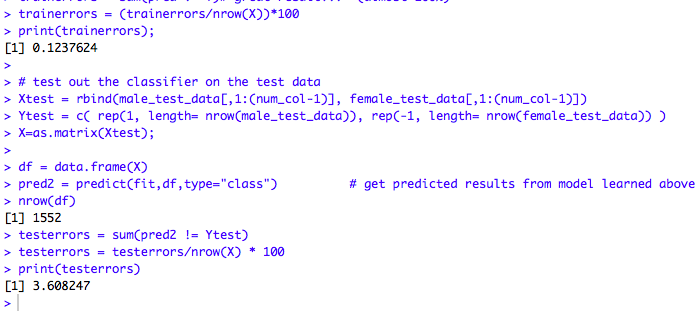 > trainerrors = (trainerrors/nrow(X))*100
> print(trainerrors);
[1] 0.1237624
>
> # test out the classifier on the test data
> Xtest = rbind(male_test_data[,1:(num_col-1)], female_test_data[,1:(num_col-1)])
> Ytest = c( rep(1, length= nrow(male_test_data)), rep(-1, length= nrow(female_test_data)) )
> X=as.matrix(Xtest);
>
> df = data.frame(X)
> pred2 = predict(fit,df,type="class")          # get predicted results from model learned above
> nrow(df)
[1] 1552
> testerrors = sum(pred2 != Ytest)
> testerrors = testerrors/nrow(X) * 100
> print(testerrors)
[1] 3.608247
>